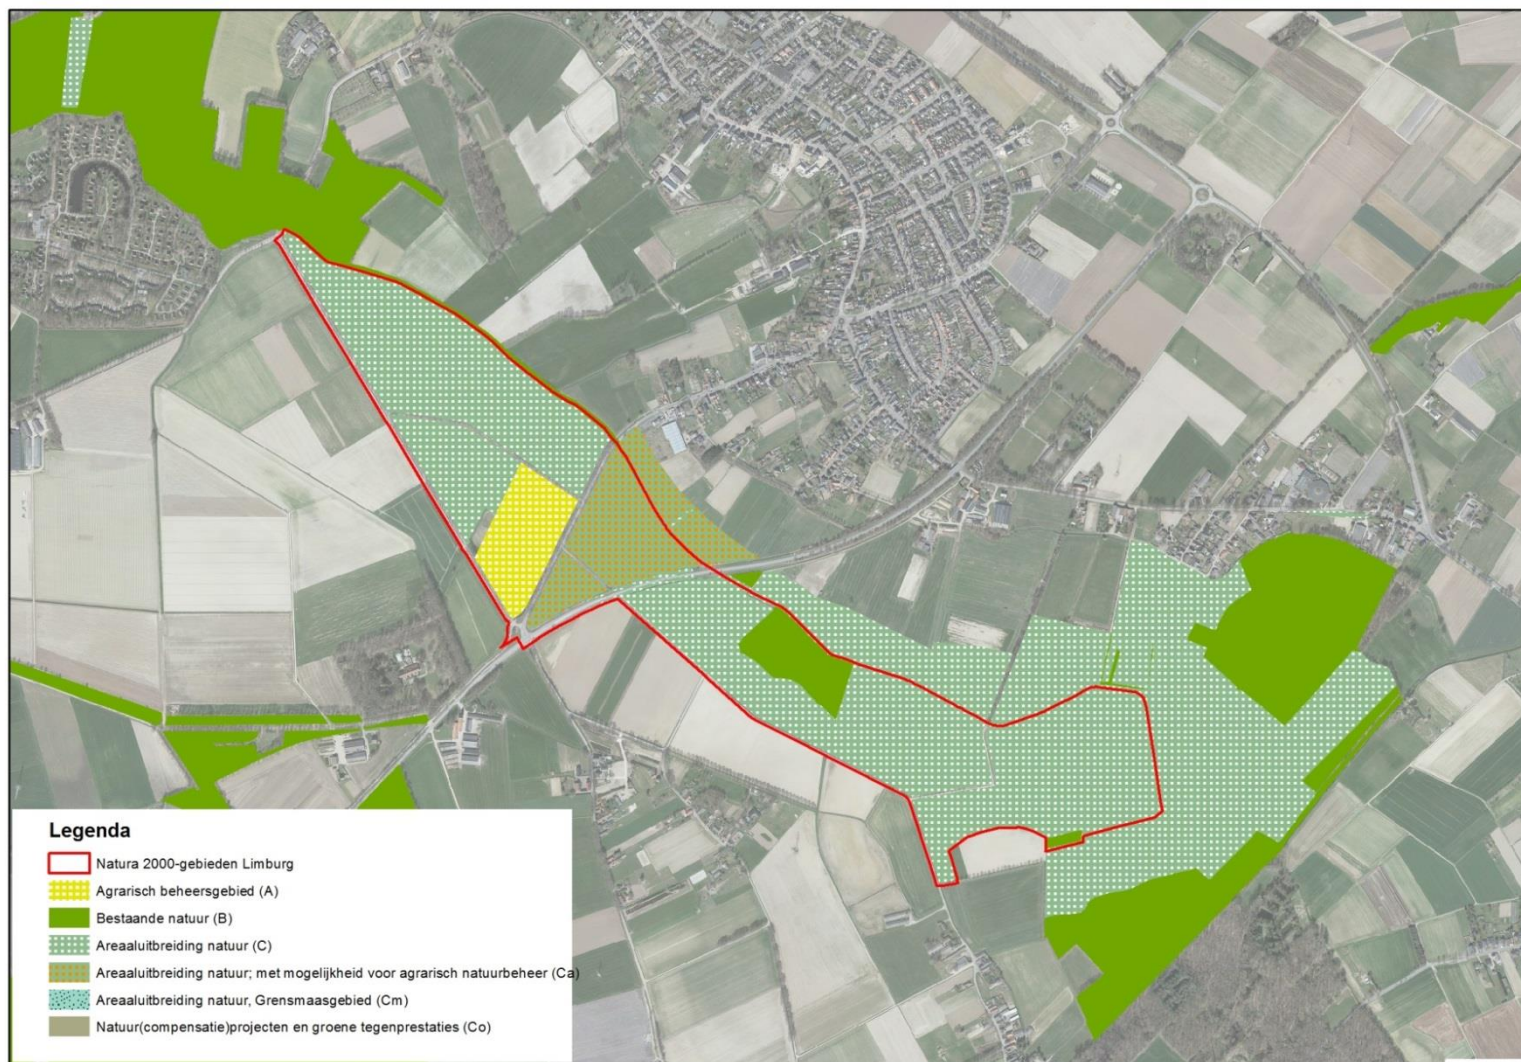 Legenda
Natura 2000-gebieden Limburg
Agrarisch beheersgebied (A)
Bestaande natuur (B)
Areaaluitbreiding natuur (C)
Areaaluitbreiding natuur; met mogelijkheid voor agrarisch natuurbeheer (Ca)
Areaaluitbreiding natuur, Grensmaasgebied (Cm)
Natuur(compensatie)projecten en groene tegenprestaties (Co)